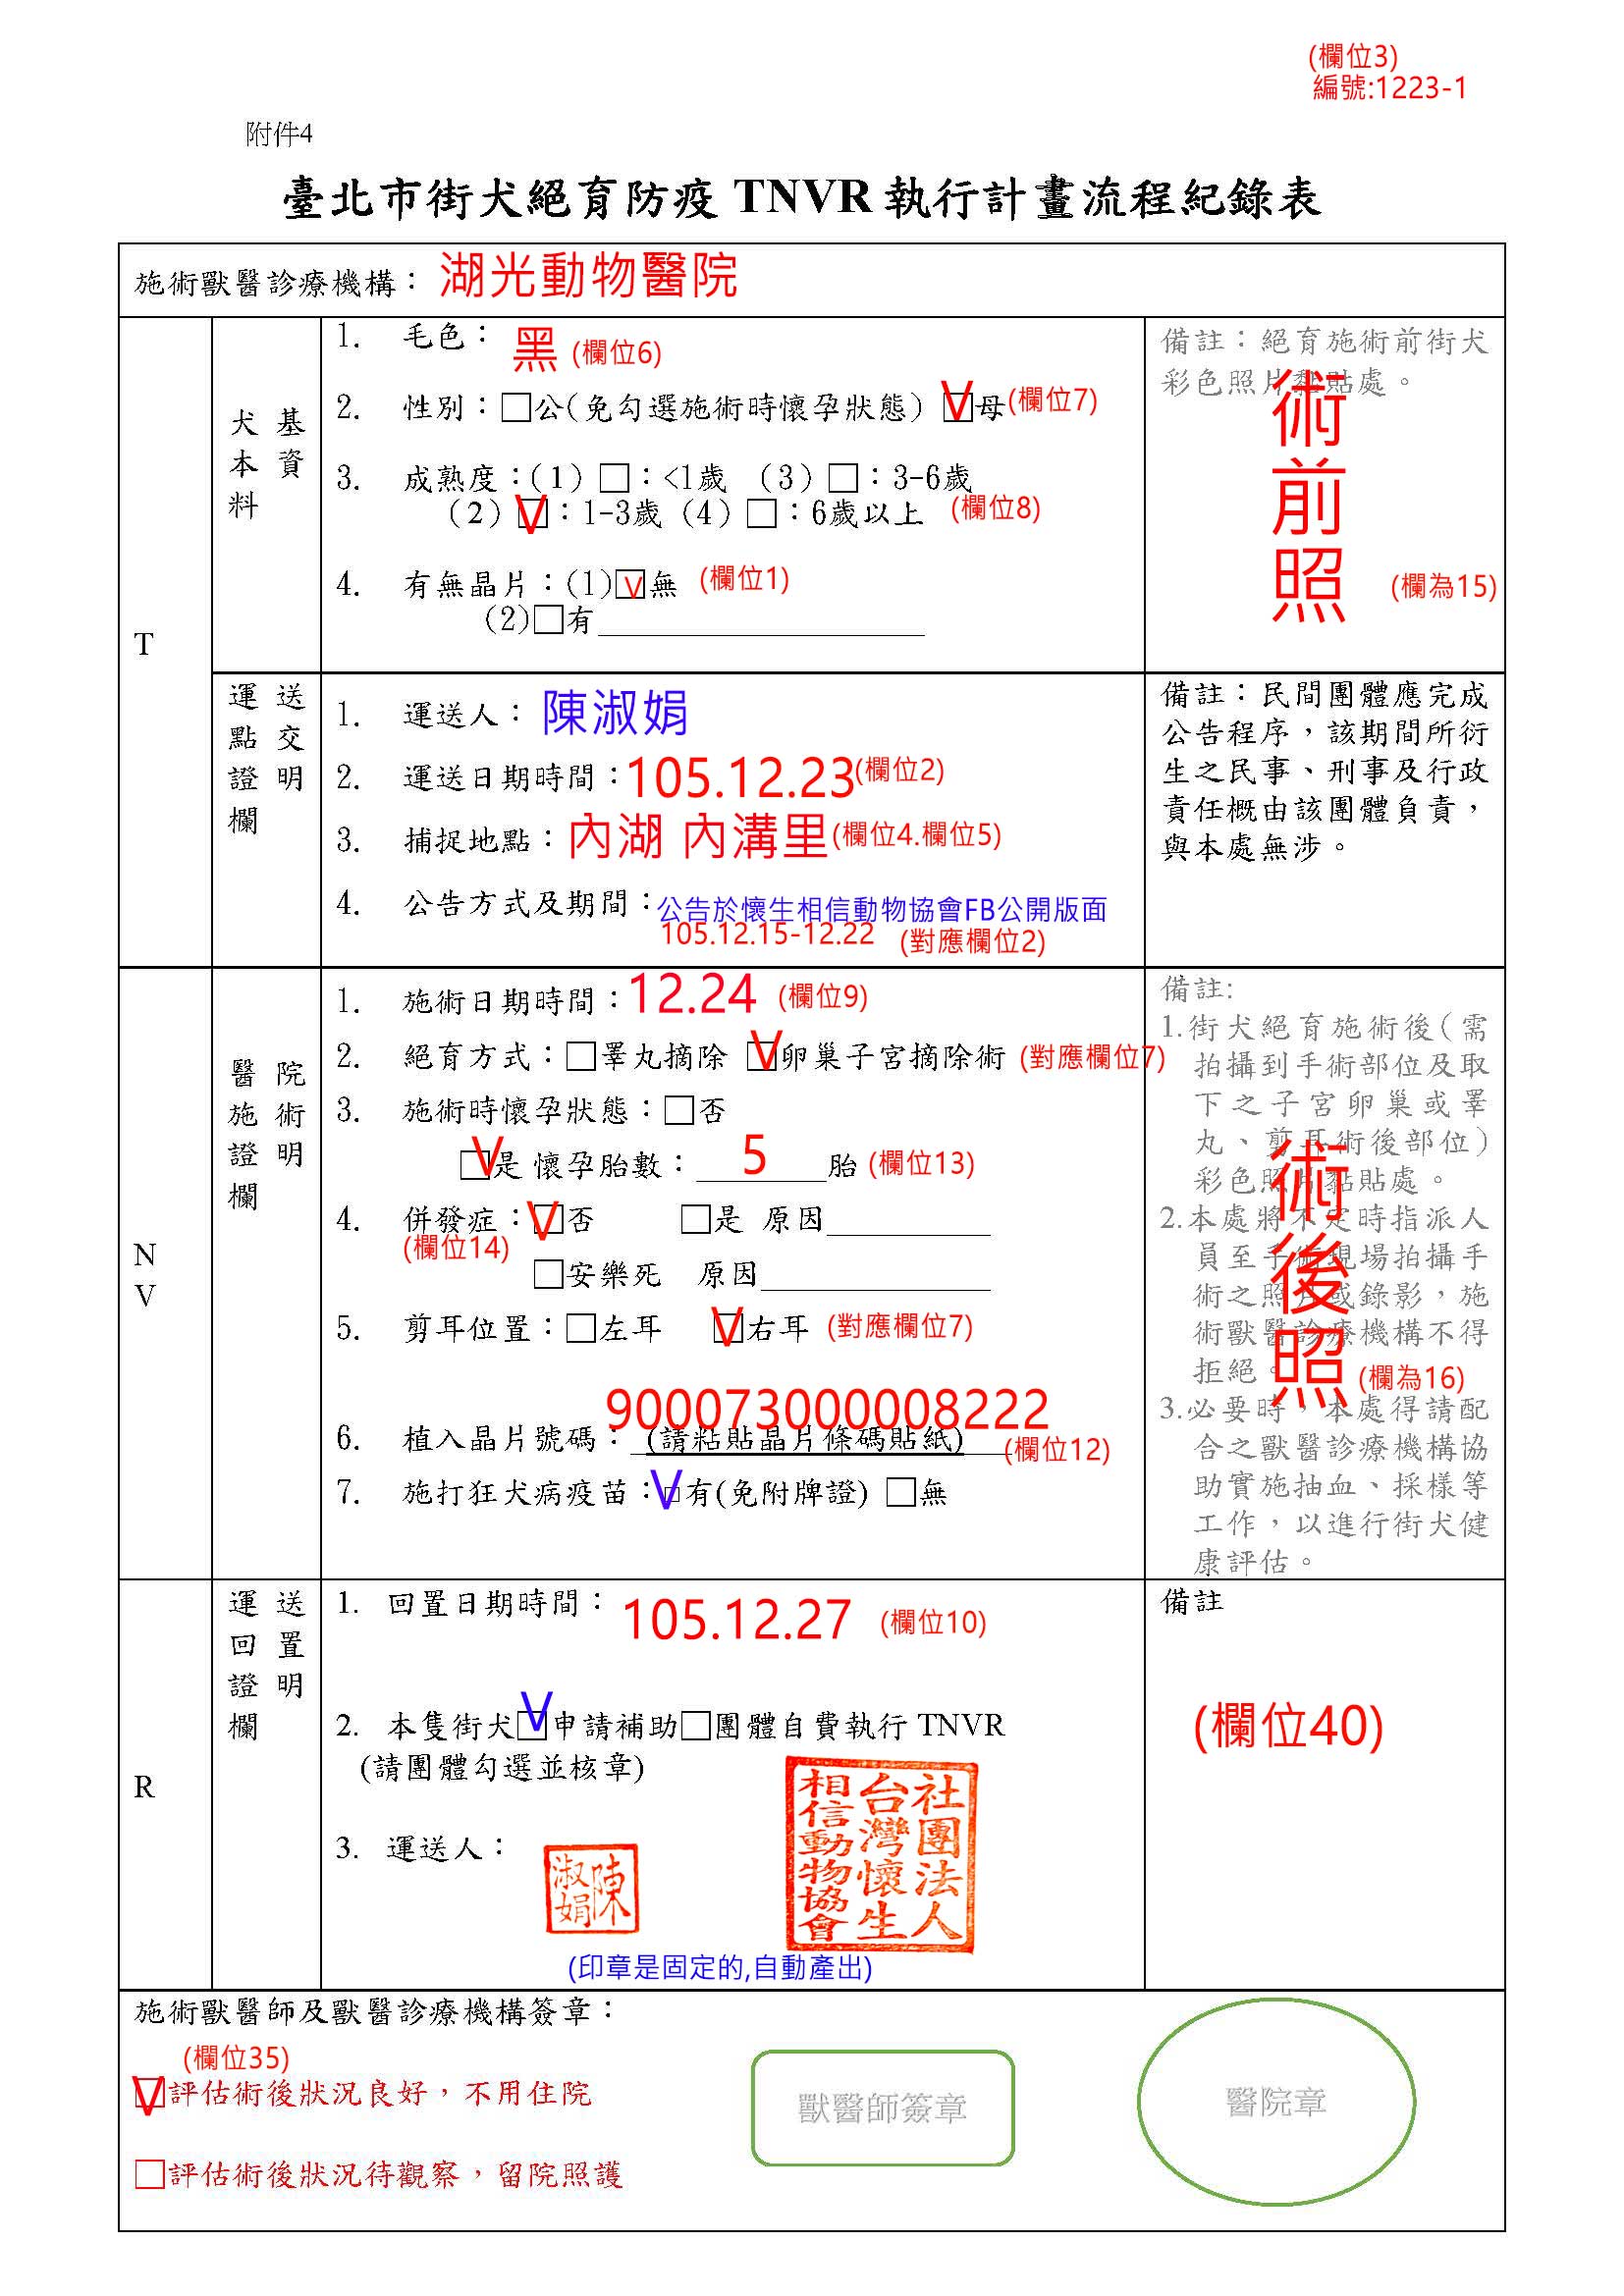 (欄位3)
編號:1223-1
附件4
臺北市街犬絕育防疫 TNVR 執行計畫流程紀錄表
施術獸醫診療機構： 湖光動物醫院
T
犬 基
本 資
料
1. 毛色： 黑 (欄位6)
2. 性別：□公(免勾選施術時懷孕狀態) □V母(欄位7)
3. 成熟度：(1) □：<1歲 (3) □：3-6歲
(2) □V：1-3歲 (4) □：6歲以上 (欄位8)
4. 有無晶片：(1)□V無 (欄位1)
(2)□有
備註：絕育施術前街犬
彩色照片黏貼處。
術前照
(欄為15)
運 送
點 交
證 明
欄
1. 運送人： 陳淑娟
2. 運送日期時間：105.12.23(欄位2)
3. 捕捉地點： 內湖 內溝里(欄位4.欄位5)
4. 公告方式及期間：公告於懷生相信動物協會FB公開版面
105.12.15-12.22 (對應欄位2)
備註：民間團體應完成
公告程序，該期間所衍
生之民事、刑事及行政
責任概由該團體負責，
與本處無涉。
N
V
醫 院
施 術
證 明
欄
1. 施術日期時間：12.24 (欄位9)
2. 絕育方式：□睪丸摘除 □V卵巢子宮摘除術 (對應欄位7)
3. 施術時懷孕狀態：□否
□V是 懷孕胎數： 5 胎 (欄位13)
4. 併發症：□V否 □是 原因
(欄位14)
□安樂死 原因
5. 剪耳位置：□左耳 □V右耳 (對應欄位7)
900073000008222
6. 植入晶片號碼： (請粘貼晶片條碼貼紙) (欄位12)
7. 施打狂犬病疫苗：□V有(免附牌證) □無
備註:
1.街犬絕育施術後(需
拍攝到手術部位及取
下之子宮卵巢或睪
丸、剪耳術後部位)
彩色照片黏貼處。
2.本處將不定時指派人
員至手術現場拍攝手
術之照片或錄影，施
術獸醫診療機構不得
拒絕。
3.必要時，本處得請配
合之獸醫診療機構協
助實施抽血、採樣等
工作，以進行街犬健
康評估。
術後照
(欄為16)
R
運 送
回 置
證 明
欄
1. 回置日期時間： 105.12.27 (欄位10)
2. 本隻街犬□V申請補助□團體自費執行 TNVR
(請團體勾選並核章)
3. 運送人：
陳淑娟
社團法人台灣懷生相信動物協會
(印章是固定的,自動產出)
備註
(欄位40)
施術獸醫師及獸醫診療機構簽章：
(欄位35)
□V評估術後狀況良好，不用住院
□評估術後狀況待觀察，留院照護
獸醫師簽章
醫院章